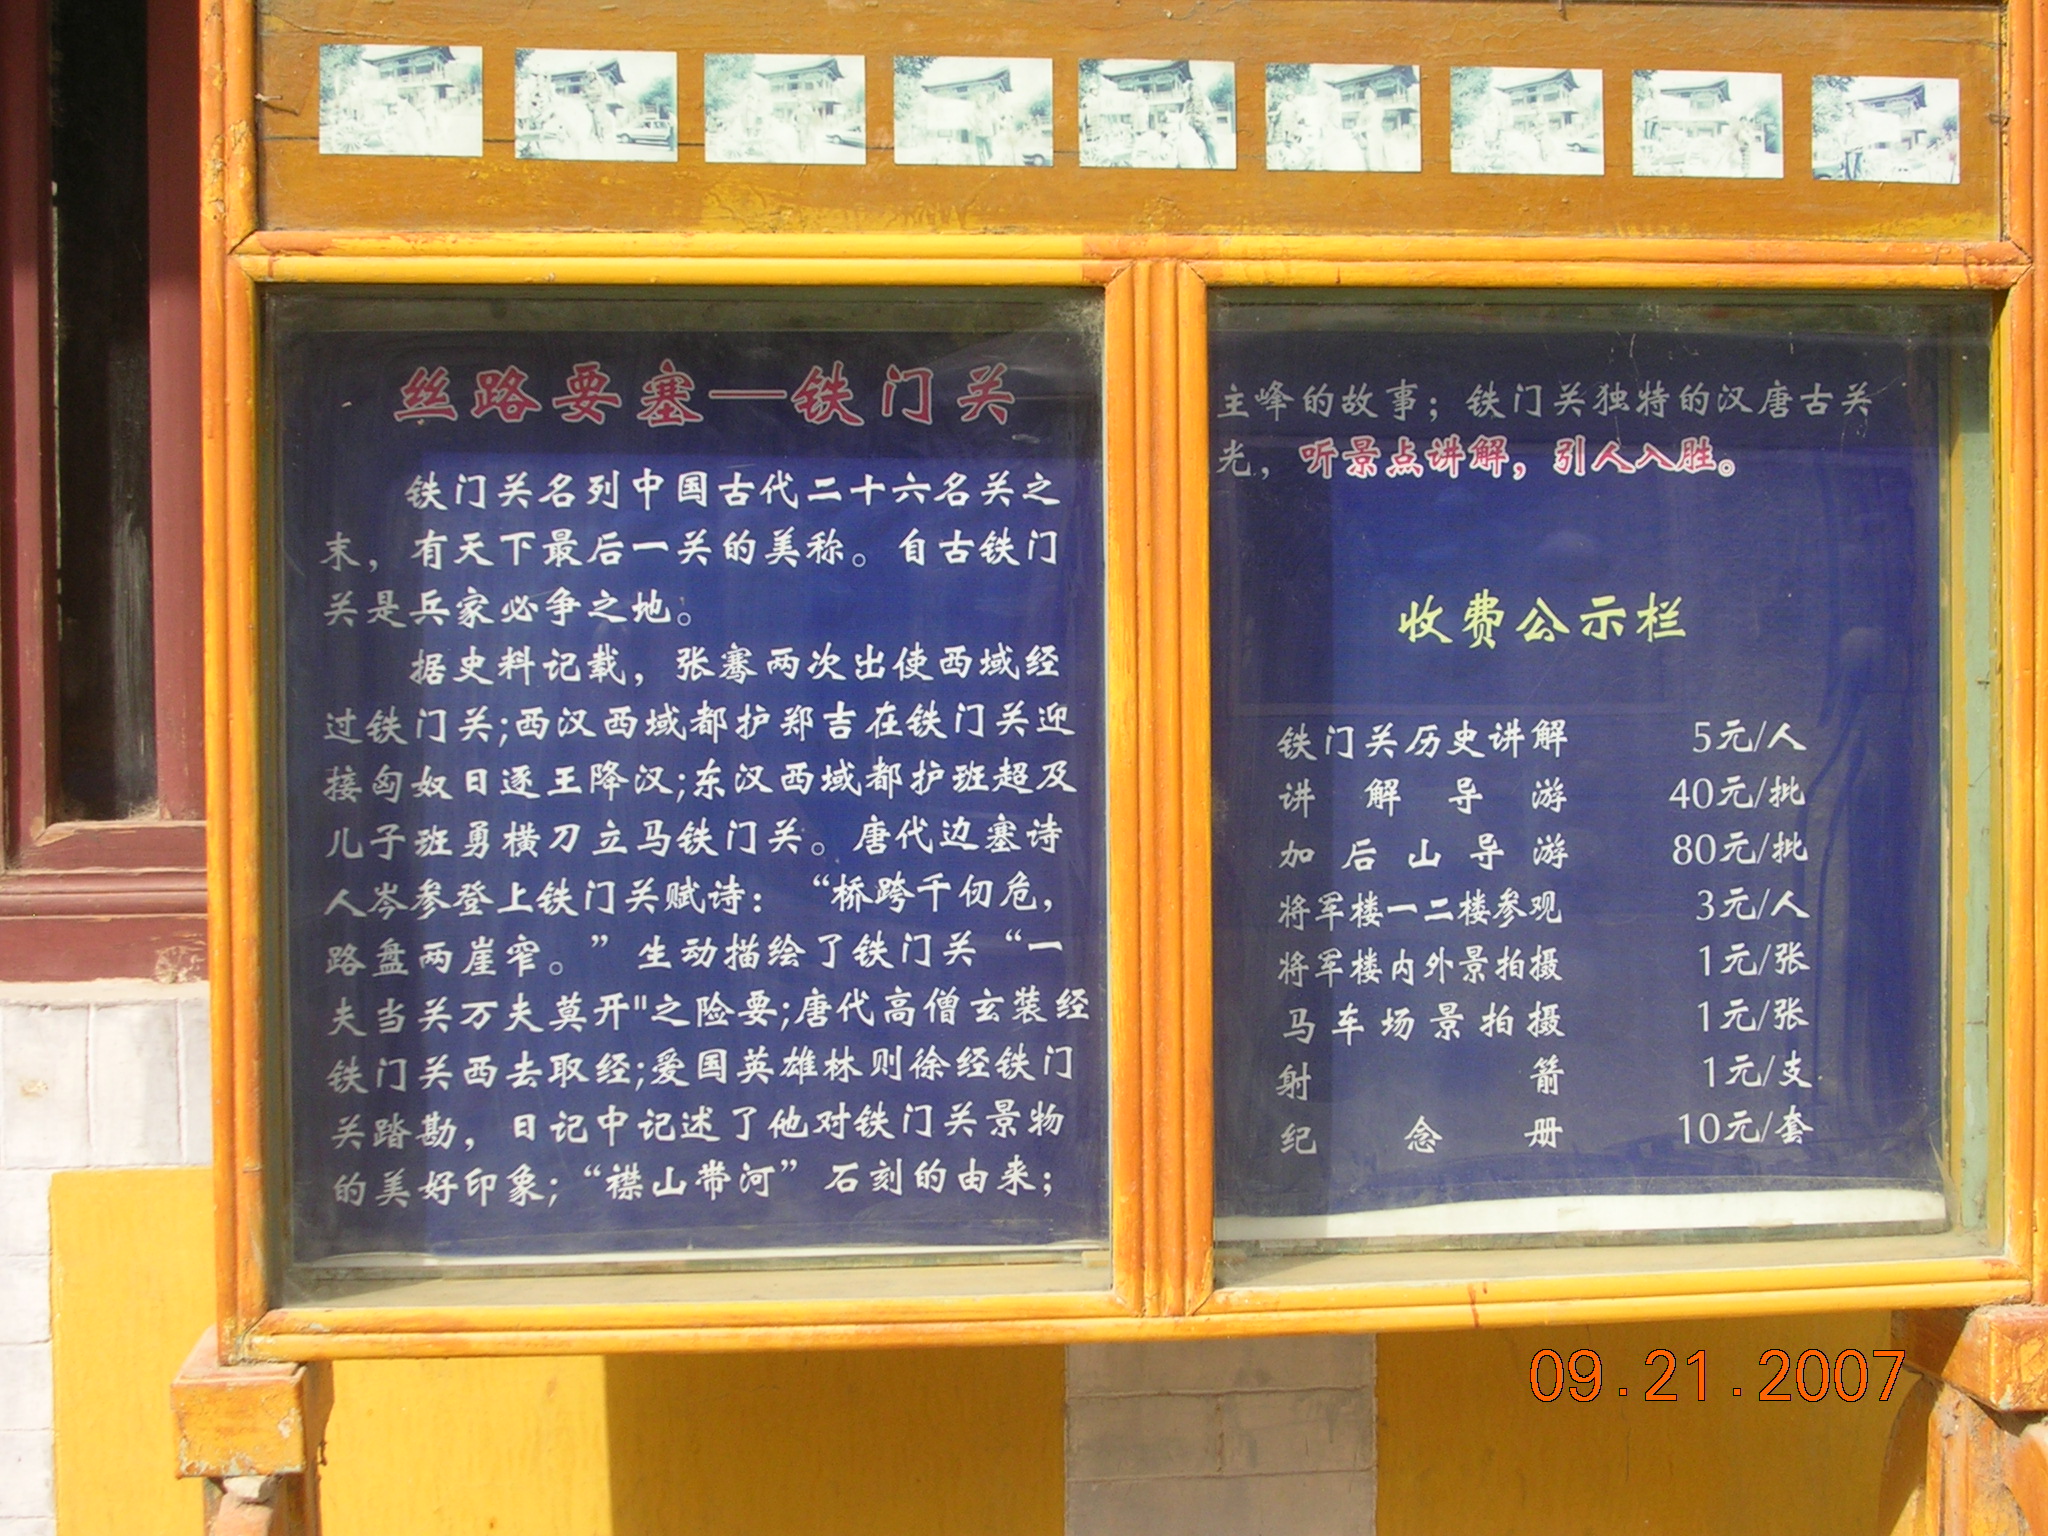 丝路要塞—铁门关
铁门关名列中国古代二十六名关之
末，有天下最后一关的美称。自古铁门
关是兵家必争之地。
据史料记载，张骞两次出使西域经
过铁门关;西汉西域都护郑吉在铁门关迎
接匈奴日逐王降汉;东汉西域都护班超及
儿子班勇横刀立马铁门关。唐代边塞诗
人岑参登上铁门关赋诗：“桥跨千仞危，
路盘两崖窄。”生动描绘了铁门关“一
夫当关万夫莫开"之险要;唐代高僧玄装经
铁门关西去取经;爱国英雄林则徐经铁门
关踏勘，日记中记述了他对铁门关景物
的美好印象;“襟山带河”石刻的由来;
主峰的故事;铁门关独特的汉唐古关
光，听景点讲解，引人入胜。
收费公示栏
铁门关历史讲解 5元/人
讲解导游 40元/批
加后山导游 80元/批
将军楼一二楼参观 3元/人
将军楼内外景拍摄 1元/张
马车场景拍摄 1元/张
射箭 1元/支
纪念册 10元/套
09.21.2007